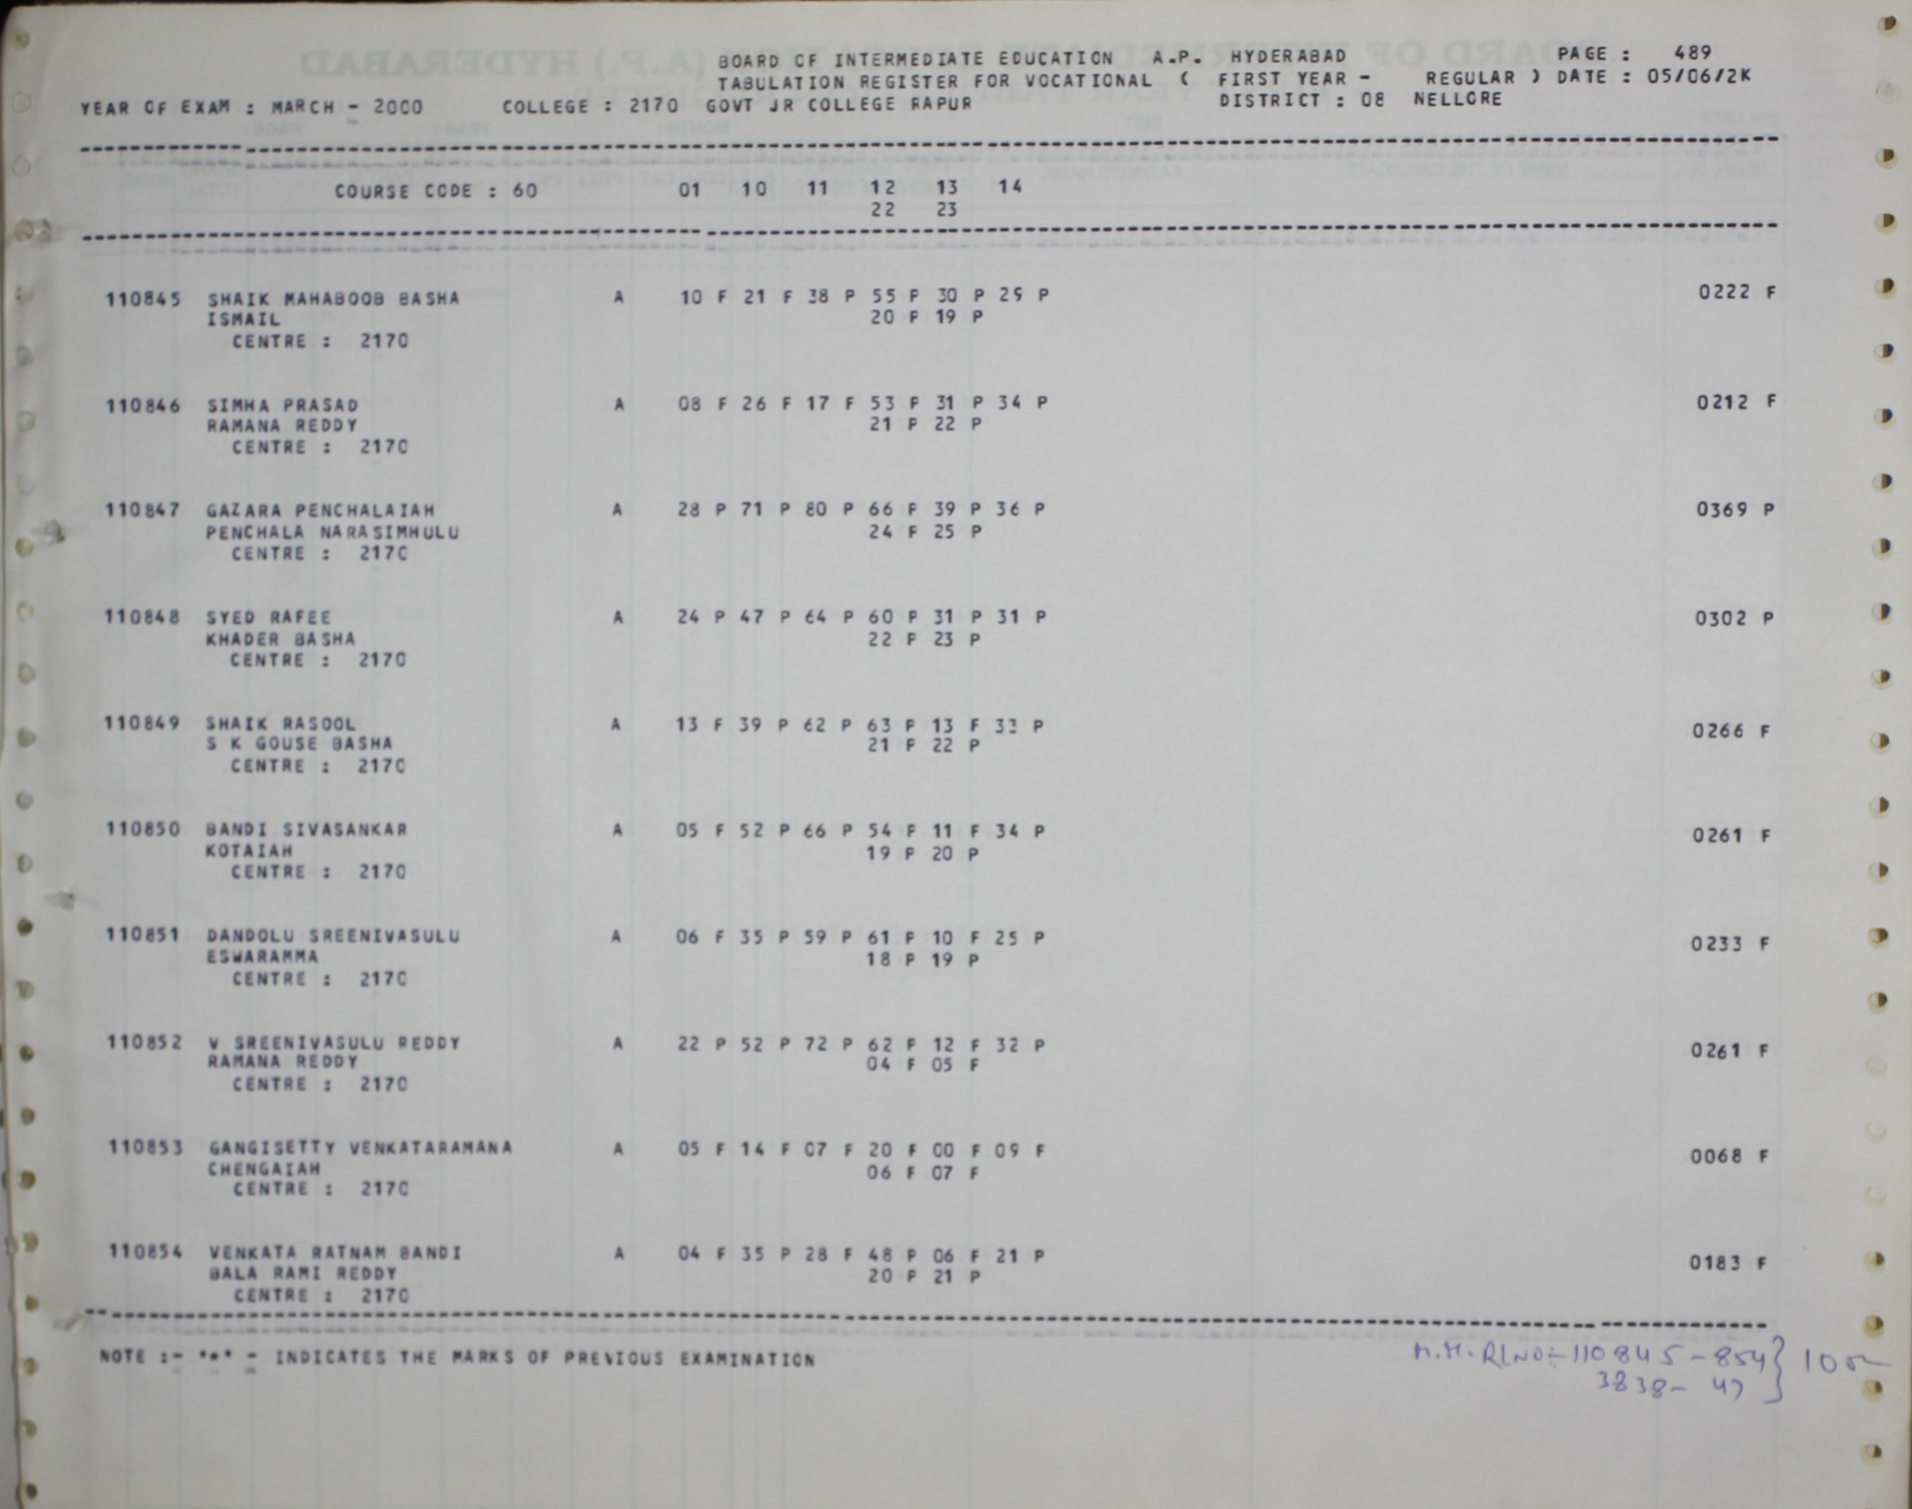 BOARD OF INTERMEDIATE EDUCATION A.P. HYDERABAD PAGE : 489
TABULATION REGISTER FOR VOCATIONAL ( FIRST YEAR - REGULAR ) DATE : 05/06/2K
YEAR OF EXAM : MARCH - 2000 COLLEGE : 2170 GOVT JR COLLEGE RAPUR DISTRICT : 08 NELLORE
COURSE CODE : 60 01 10 11 12 13 14
22 23
110845 SHAIK MAHABOOB BASHA A 10 F 21 F 38 P 55 P 30 P 29 P 0222 F
ISMAIL 20 P 19 P
CENTRE : 2170
110846 SIMHA PRASAD A 08 F 26 F 17 F 53 P 31 P 34 P 0212 F
RAMANA REDDY 21 P 22 P
CENTRE : 2170
110847 GAZARA PENCHALAIAH A 28 P 71 P 80 P 66 P 39 P 36 P 0369 P
PENCHALA NARASIMHULU 24 P 25 P
CENTRE : 2170
110848 SYED RAFEE A 24 P 47 P 64 P 60 P 31 P 31 P 0302 P
KHADER BASHA 22 P 23 P
CENTRE : 2170
110849 SHAIK RASOOL A 13 F 39 P 62 P 63 P 13 F 33 P 0266 F
S K GOUSE BASHA 21 P 22 P
CENTRE : 2170
110850 BANDI SIVASANKAR A 05 F 52 P 66 P 54 P 11 F 34 P 0261 F
KOTAIAH 19 P 20 P
CENTRE : 2170
110851 DANDOLU SREENIVASULU A 06 F 35 P 59 P 61 P 10 F 25 P 0233 F
ESWARAMMA 18 P 19 P
CENTRE : 2170
110852 V SREENIVASULU REDDY A 22 P 52 P 72 P 62 P 12 F 32 P 0261 F
RAMANA REDDY 04 F 05 F
CENTRE : 2170
110853 GANGISETTY VENKATARAMANA A 05 F 14 F 07 F 20 F 00 F 09 F 0068 F
CHENGAIAH 06 F 07 F
CENTRE : 2170
110854 VENKATA RATNAM BANDI A 04 F 35 P 28 F 48 P 06 F 21 P 0183 F
BALA RAMI REDDY 20 P 21 P
CENTRE : 2170
NOTE :- "*" - INDICATES THE MARKS OF PREVIOUS EXAMINATION
M.M. R(No:- 110845-854}
3838- 47